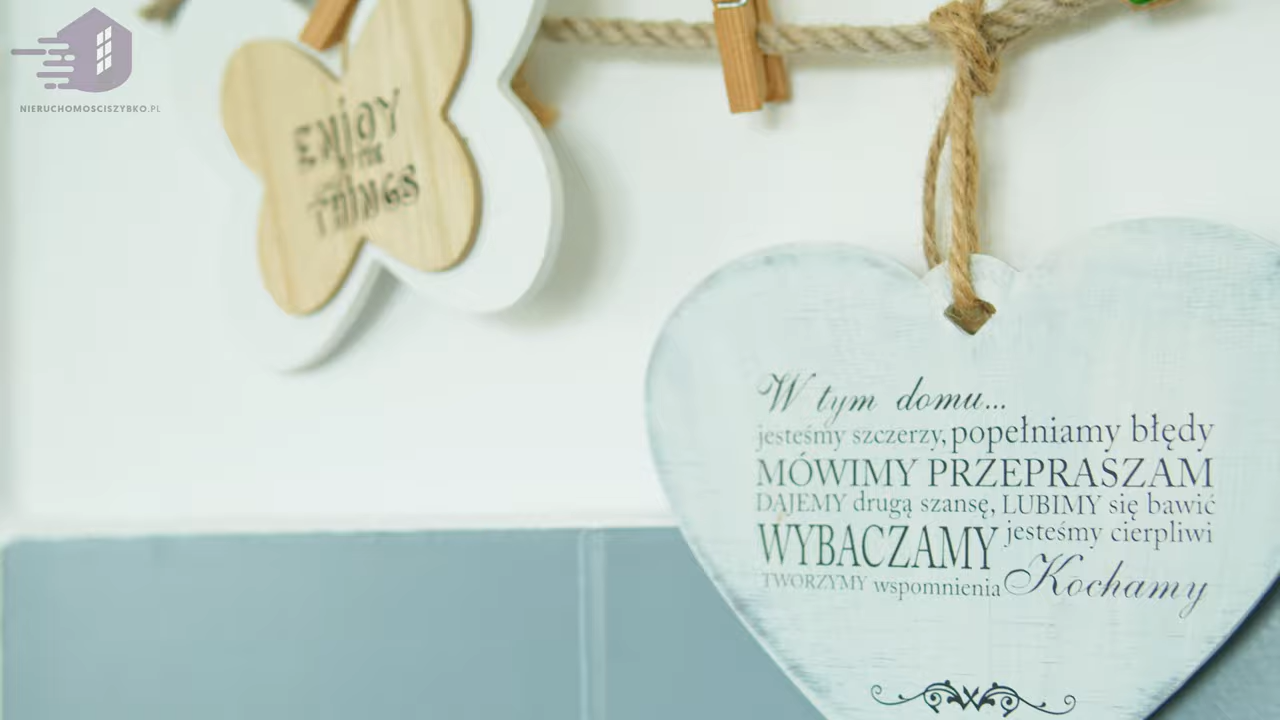 NIERUCHOMOSCISZYBKO.PL
ENJOY
THE
THINGS
W tym domu...
jesteśmy szczerzy, popełniamy błędy
MÓWIMY PRZEPRASZAM
DAJEMY drugą szansę, LUBIMY się bawić
WYBACZAMY jesteśmy cierpliwi
TWORZYMY wspomnienia Kochamy